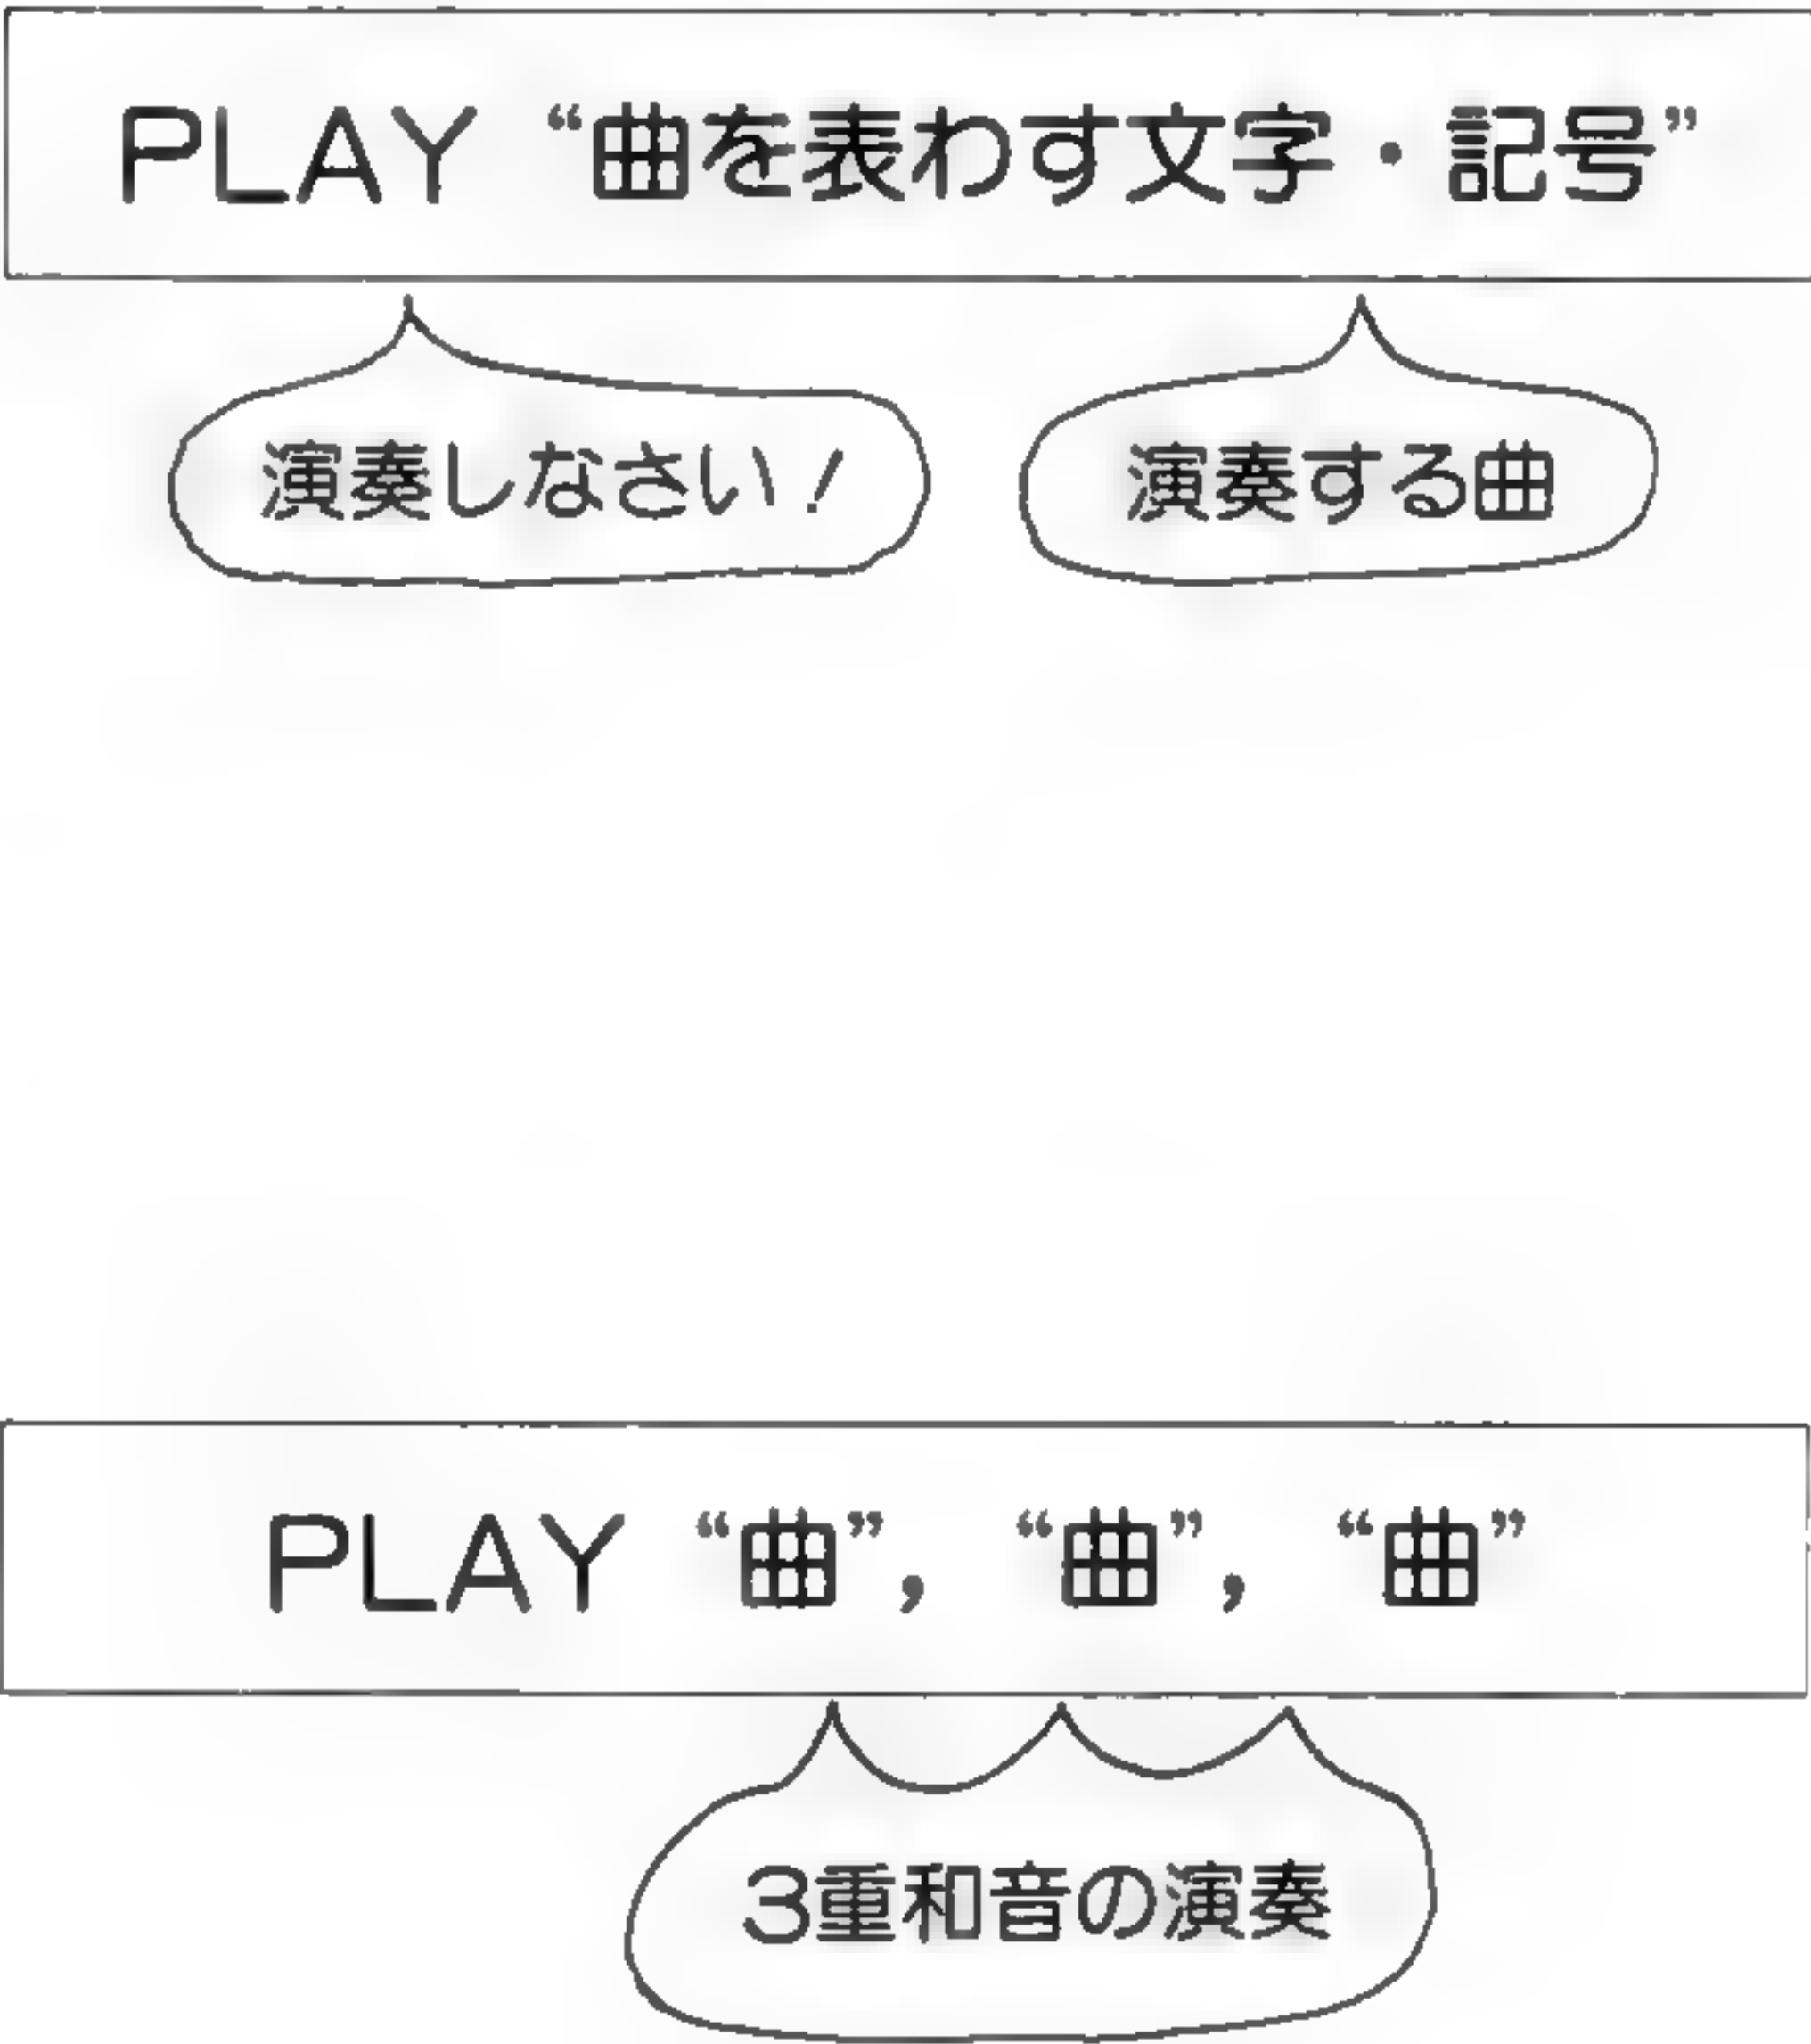 PLAY “曲を表わす文字・記号”
演奏しなさい！
演奏する曲
PLAY “曲”, “曲”, “曲”
3重和音の演奏